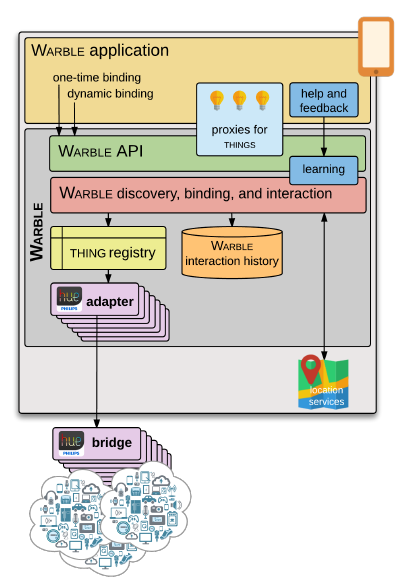 WARBLE application
one-time binding
dynamic binding
proxies for
THINGS
help and
feedback
WARBLE API
learning
WARBLE discovery, binding, and interaction
WARBLE
THING registry
WARBLE
interaction history
hue
PHILIPS
adapter
location
services
hue
PHILIPS
bridge